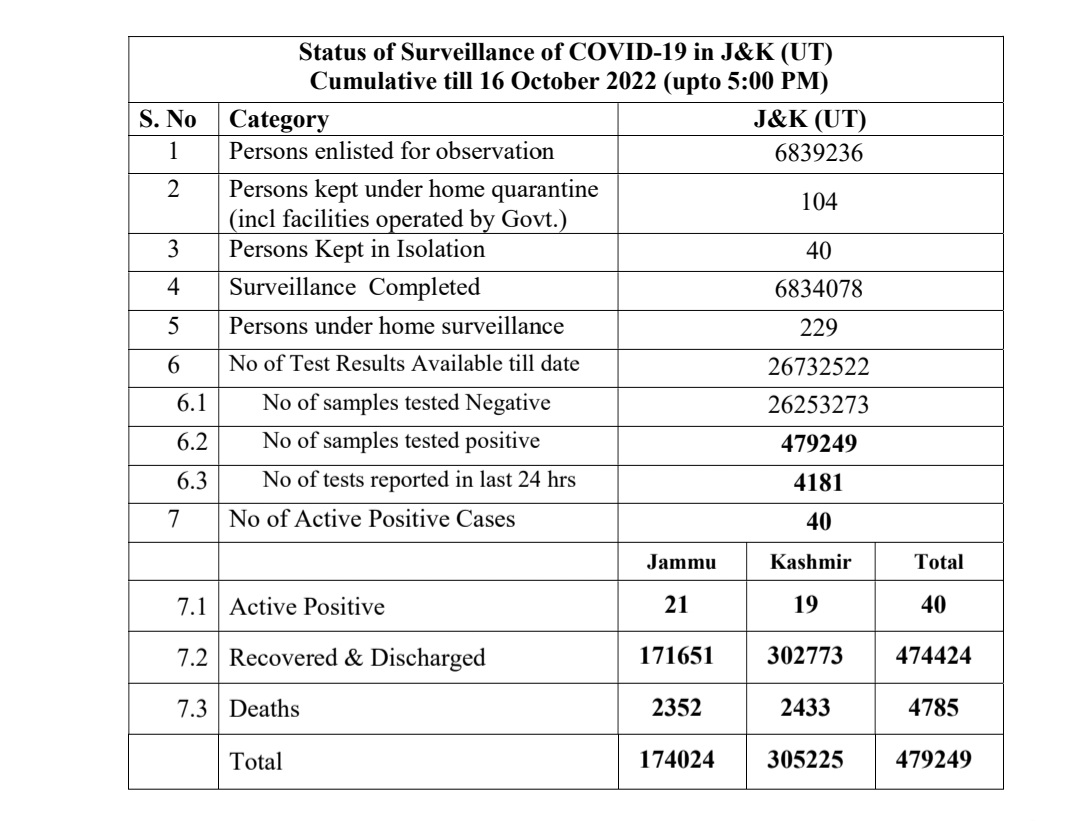 Status of Surveillance of COVID-19 in J&K (UT)
Cumulative till 16 October 2022 (upto 5:00 PM)
S. No Category J&K (UT)
1 Persons enlisted for observation 6839236
2 Persons kept under home quarantine
(incl facilities operated by Govt.) 104
3 Persons Kept in Isolation 40
4 Surveillance Completed 6834078
5 Persons under home surveillance 229
6 No of Test Results Available till date 26732522
6.1 No of samples tested Negative 26253273
6.2 No of samples tested positive 479249
6.3 No of tests reported in last 24 hrs 4181
7 No of Active Positive Cases 40
Jammu Kashmir Total
7.1 Active Positive 21 19 40
7.2 Recovered & Discharged 171651 302773 474424
7.3 Deaths 2352 2433 4785
Total 174024 305225 479249